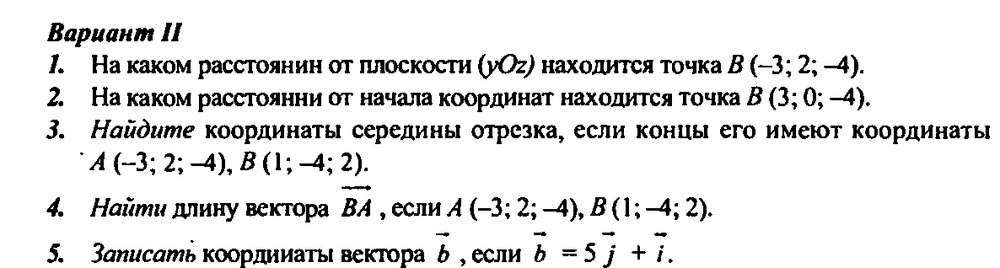 Вариант II
1. На каком расстоянин от плоскости (yOz) находится точка B (–3; 2; –4).
2. На каком расстоянни от начала координат находится точка B (3; 0; –4).
3. Найдите координаты середины отрезка, если концы его имеют координаты
A (–3; 2; –4), B (1; –4; 2).
4. Найти длину вектора \overrightarrow{BA} , если A (–3; 2; –4), B (1; –4; 2).
5. Записать координаты вектора \vec{b} , если \vec{b} = 5 \vec{j} + \vec{i}.